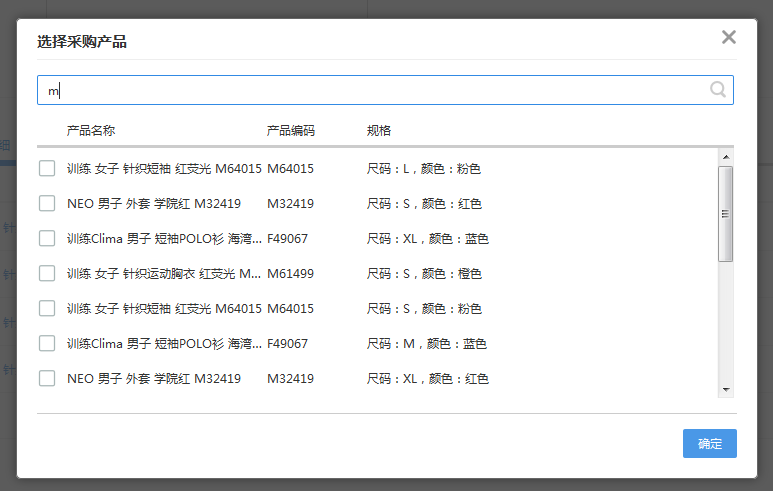 选择采购产品
m
产品名称 产品编码 规格
训练 女子 针织短袖 红荧光 M64015 M64015 尺码：L，颜色：粉色
NEO 男子 外套 学院红 M32419 M32419 尺码：S，颜色：红色
训练Clima 男子 短袖POLO衫 海湾... F49067 尺码：XL，颜色：蓝色
训练 女子 针织运动胸衣 红荧光 M... M61499 尺码：S，颜色：橙色
训练 女子 针织短袖 红荧光 M64015 M64015 尺码：S，颜色：粉色
训练Clima 男子 短袖POLO衫 海湾... F49067 尺码：M，颜色：蓝色
NEO 男子 外套 学院红 M32419 M32419 尺码：XL，颜色：红色
确定
细
针
针
针
针